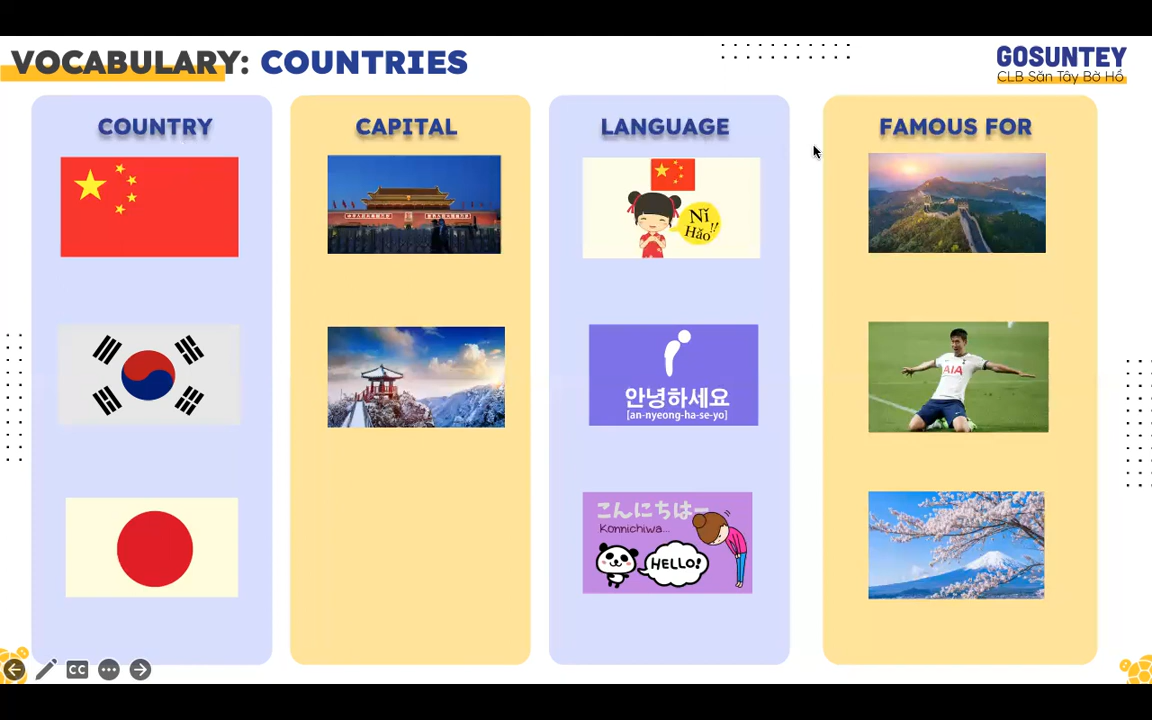 VOCABULARY: COUNTRIES
GOSUNTEY
CLB Săn Tây Bờ Hồ
COUNTRY
CAPITAL
LANGUAGE
FAMOUS FOR
Nǐ
Hǎo!!
AIA
안녕하세요
[an-nyeong-ha-se-yo]
こんにちはー
Konnichiwa...
HELLO!
CC